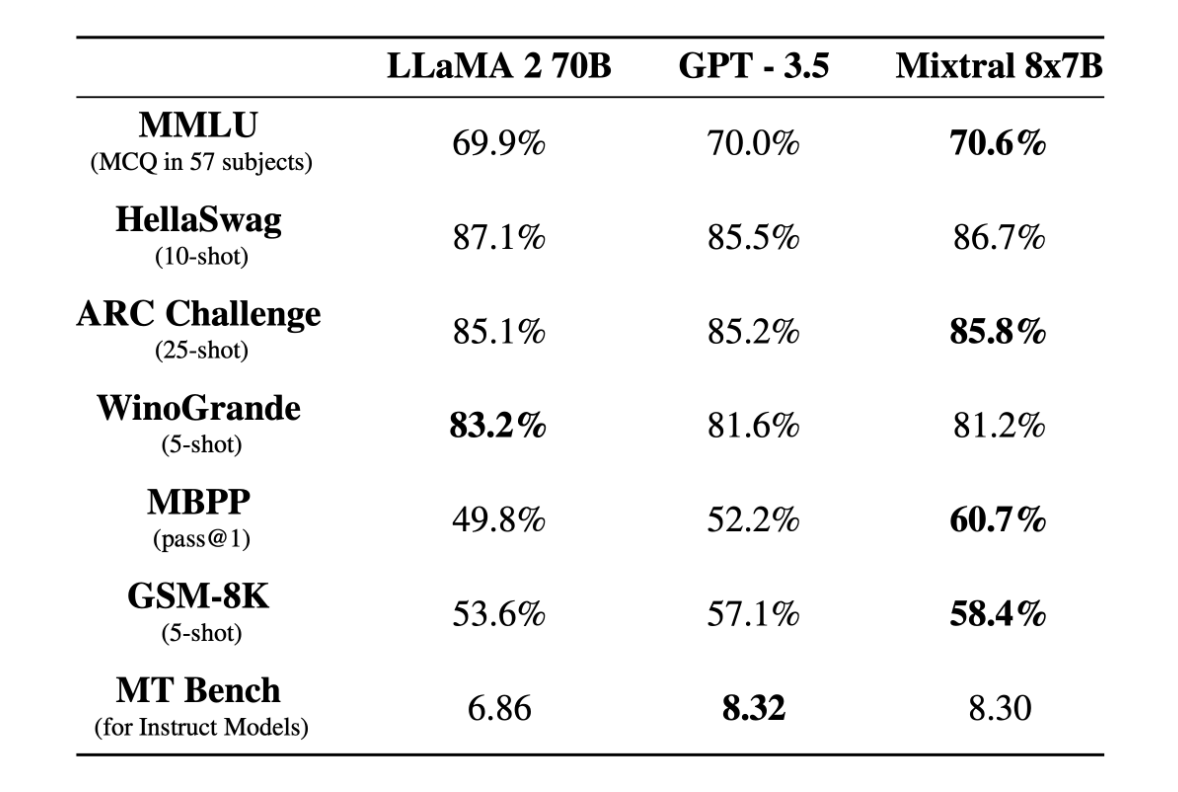 LLaMA 2 70B GPT - 3.5 Mixtral 8x7B
MMLU
(MCQ in 57 subjects) 69.9% 70.0% 70.6%
HellaSwag
(10-shot) 87.1% 85.5% 86.7%
ARC Challenge
(25-shot) 85.1% 85.2% 85.8%
WinoGrande
(5-shot) 83.2% 81.6% 81.2%
MBPP
(pass@1) 49.8% 52.2% 60.7%
GSM-8K
(5-shot) 53.6% 57.1% 58.4%
MT Bench
(for Instruct Models) 6.86 8.32 8.30